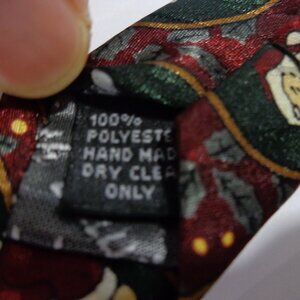 100%
POLYESTE
HAND MAD
DRY CLEA
ONLY